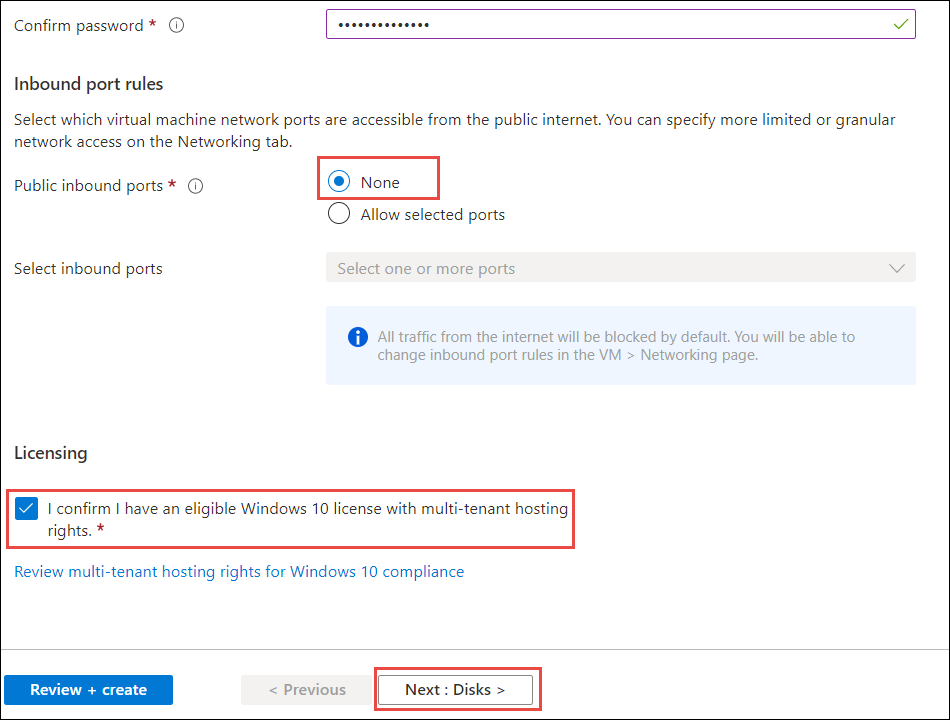 Confirm password *
••••••••••••••
Inbound port rules
Select which virtual machine network ports are accessible from the public internet. You can specify more limited or granular
network access on the Networking tab.
Public inbound ports *
None
Allow selected ports
Select inbound ports
Select one or more ports
All traffic from the internet will be blocked by default. You will be able to
change inbound port rules in the VM > Networking page.
Licensing
I confirm I have an eligible Windows 10 license with multi-tenant hosting
rights. *
Review multi-tenant hosting rights for Windows 10 compliance
Review + create
< Previous
Next : Disks >